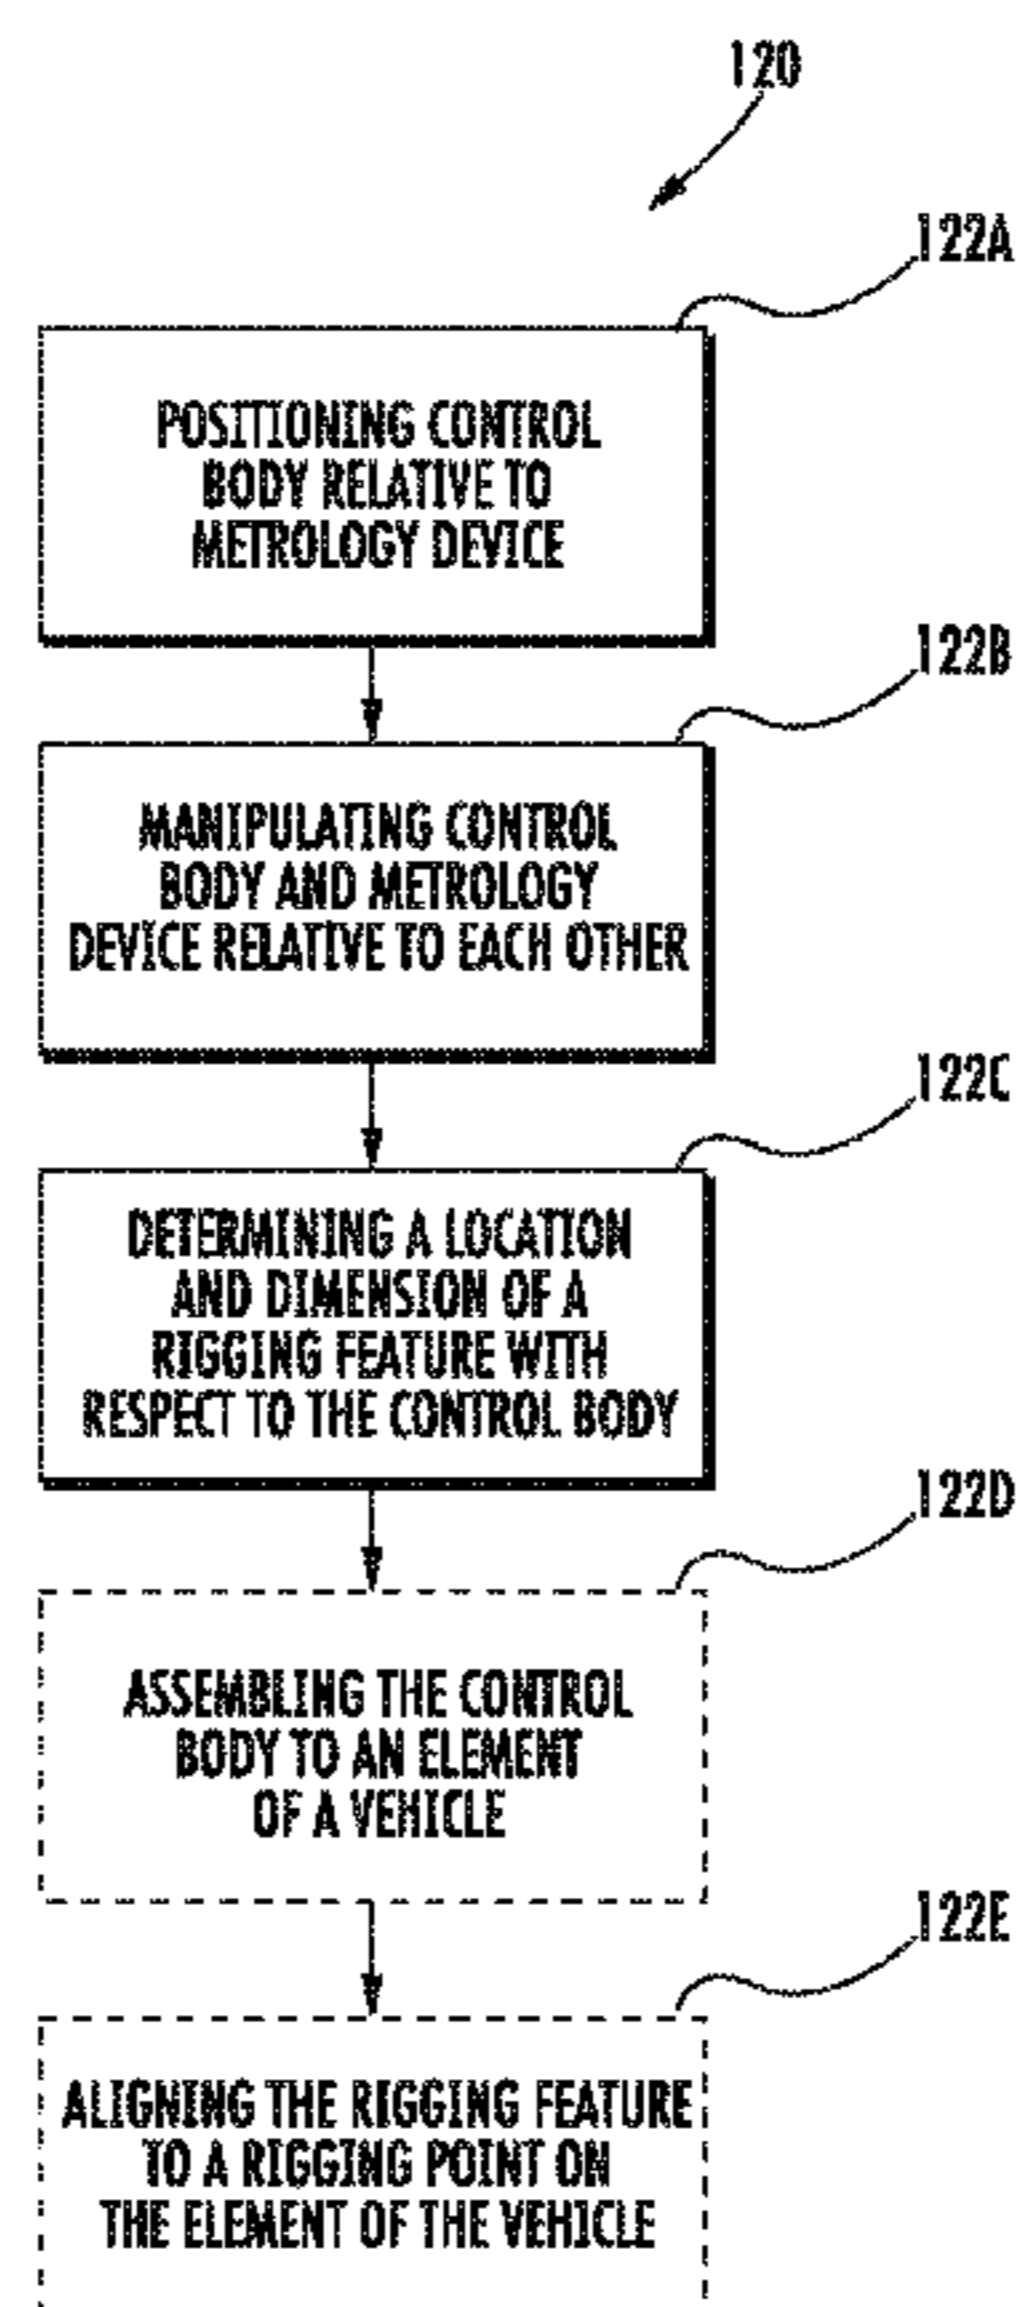 120
122A
POSITIONING CONTROL
BODY RELATIVE TO
METROLOGY DEVICE
122B
MANIPULATING CONTROL
BODY AND METROLOGY
DEVICE RELATIVE TO EACH OTHER
122C
DETERMINING A LOCATION
AND DIMENSION OF A
RIGGING FEATURE WITH
RESPECT TO THE CONTROL BODY
122D
ASSEMBLING THE CONTROL
BODY TO AN ELEMENT
OF A VEHICLE
122E
ALIGNING THE RIGGING FEATURE
TO A RIGGING POINT ON
THE ELEMENT OF THE VEHICLE